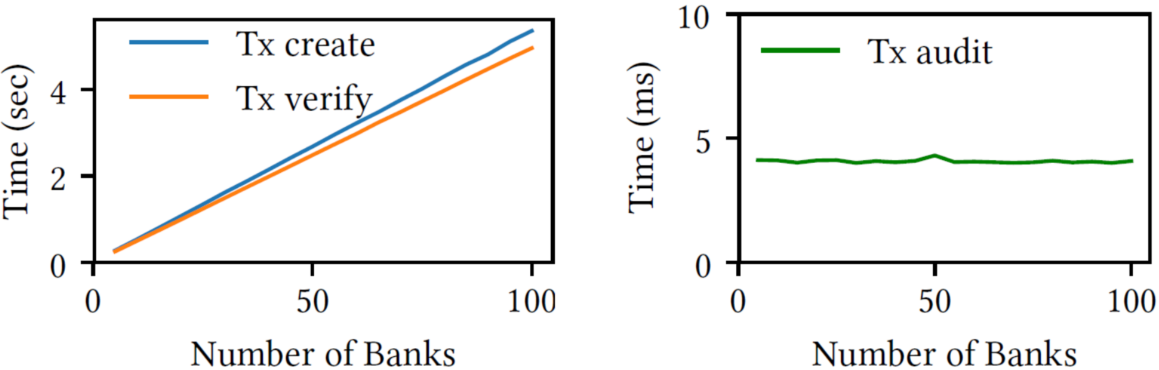 Tx create
Tx verify
4
2
0
0 50 100
Time (sec)
Number of Banks
Tx audit
10
5
0
0 50 100
Time (ms)
Number of Banks